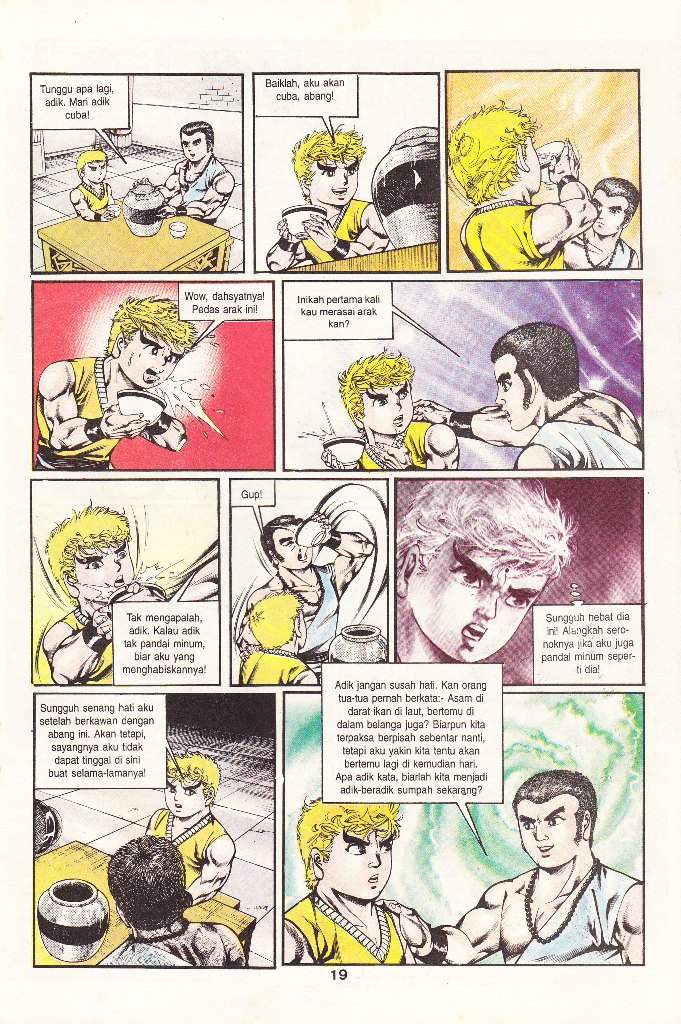 Tunggu apa lagi,
adik. Mari adik
cuba!
Baiklah, aku akan
cuba, abang!
Wow, dahsyatnya!
Pedas arak ini!
Inikah pertama kali
kau merasai arak
kan?
Tak mengapalah,
adik. Kalau adik
tak pandai minum,
biar aku yang
menghabiskannya!
Gup!
Sungguh hebat dia
ini! Alangkah sero-
noknya jika aku juga
pandai minum seper-
ti dia!
Sungguh senang hati aku
setelah berkawan dengan
abang ini. Akan tetapi,
sayangnya aku tidak
dapat tinggal di sini
buat selama-lamanya!
Adik jangan susah hati. Kan orang
tua-tua pernah berkata:- Asam di
darat ikan di laut, bertemu di
dalam belanga juga? Biarpun kita
terpaksa berpisah sebentar nanti,
tetapi aku yakin kita tentu akan
bertemu lagi di kemudian hari.
Apa adik kata, biarlah kita menjadi
adik-beradik sumpah sekarang?
19